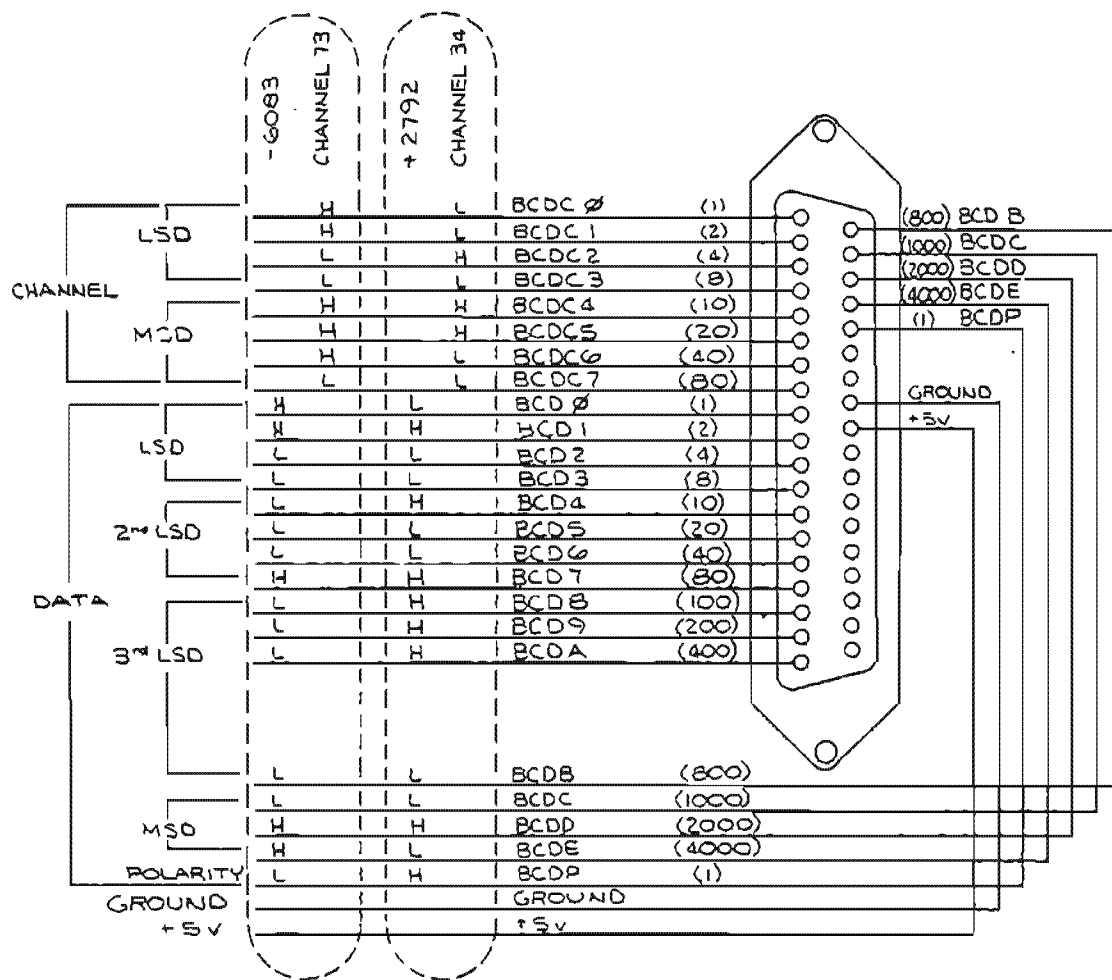 -6083
CHANNEL 73
+2792
CHANNEL 34
H L BCDC Ø (1)
H L BCDC 1 (2)
L H BCDC 2 (4)
L L BCDC 3 (8)
H H BCDC 4 (10)
H H BCDC 5 (20)
H L BCDC 6 (40)
L L BCDC 7 (80)
H L BCD Ø (1)
H H BCD 1 (2)
L L BCD 2 (4)
L L BCD 3 (8)
L H BCD 4 (10)
L L BCD 5 (20)
L L BCD 6 (40)
H H BCD 7 (80)
L H BCD 8 (100)
L H BCD 9 (200)
L H BCD A (400)
L L BCDB (800)
L L BCDC (1000)
H H BCDD (2000)
H L BCDE (4000)
L H BCDP (1)
GROUND
+5V
CHANNEL
LSD
MSD
DATA
LSD
2nd LSD
3rd LSD
MSD
POLARITY
GROUND
+5V
(800) BCD B
(1000) BCDC
(2000) BCDD
(4000) BCDE
(1) BCDP
GROUND
+5V